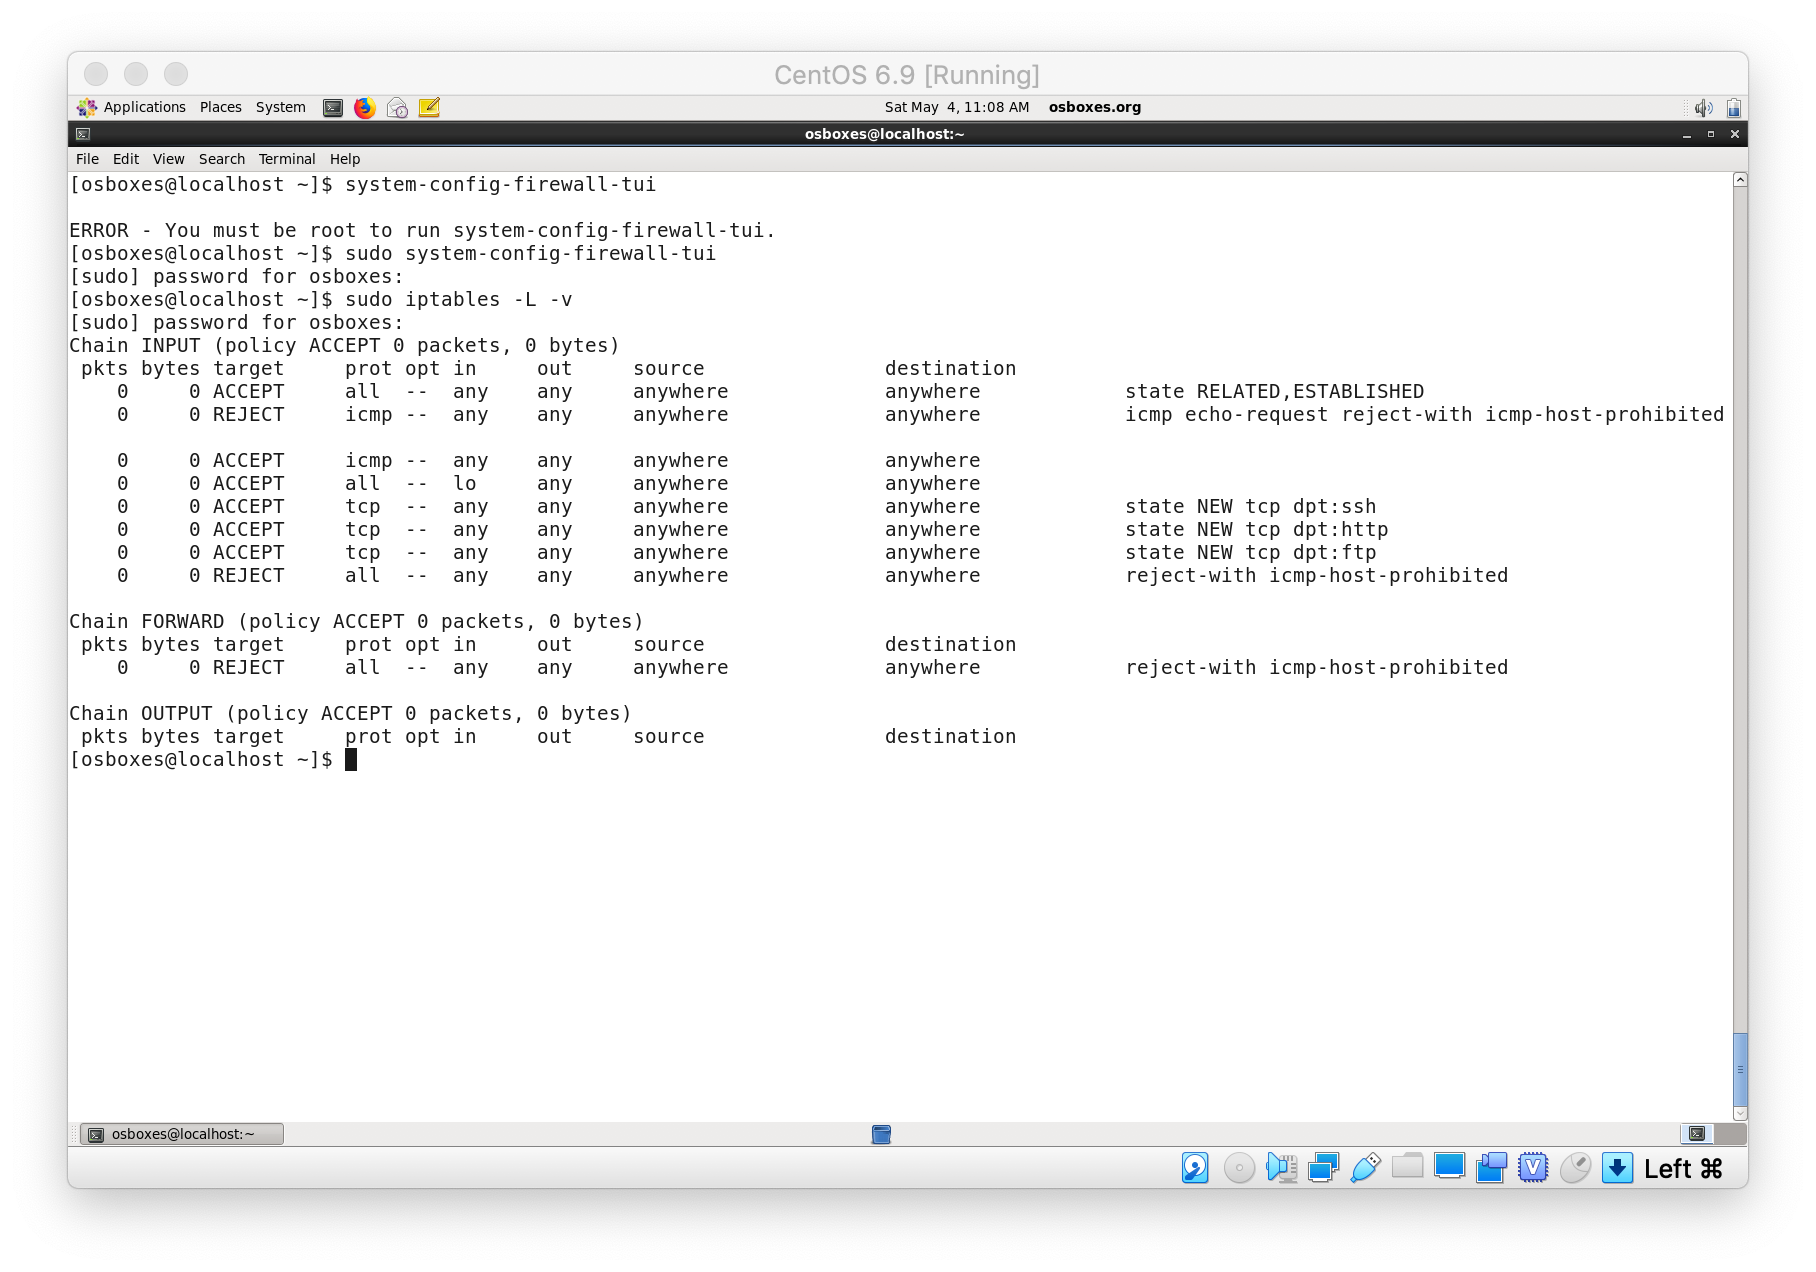 CentOS 6.9 [Running]
Applications Places System Sat May 4, 11:08 AM osboxes.org
osboxes@localhost:~
File Edit View Search Terminal Help
[osboxes@localhost ~]$ system-config-firewall-tui
ERROR - You must be root to run system-config-firewall-tui.
[osboxes@localhost ~]$ sudo system-config-firewall-tui
[sudo] password for osboxes:
[osboxes@localhost ~]$ sudo iptables -L -v
[sudo] password for osboxes:
Chain INPUT (policy ACCEPT 0 packets, 0 bytes)
 pkts bytes target     prot opt in     out     source               destination
    0     0 ACCEPT     all  --  any    any     anywhere             anywhere            state RELATED,ESTABLISHED
    0     0 REJECT     icmp --  any    any     anywhere             anywhere            icmp echo-request reject-with icmp-host-prohibited
    0     0 ACCEPT     icmp --  any    any     anywhere             anywhere
    0     0 ACCEPT     all  --  lo     any     anywhere             anywhere
    0     0 ACCEPT     tcp  --  any    any     anywhere             anywhere            state NEW tcp dpt:ssh
    0     0 ACCEPT     tcp  --  any    any     anywhere             anywhere            state NEW tcp dpt:http
    0     0 ACCEPT     tcp  --  any    any     anywhere             anywhere            state NEW tcp dpt:ftp
    0     0 REJECT     all  --  any    any     anywhere             anywhere            reject-with icmp-host-prohibited
Chain FORWARD (policy ACCEPT 0 packets, 0 bytes)
 pkts bytes target     prot opt in     out     source               destination
    0     0 REJECT     all  --  any    any     anywhere             anywhere            reject-with icmp-host-prohibited
Chain OUTPUT (policy ACCEPT 0 packets, 0 bytes)
 pkts bytes target     prot opt in     out     source               destination
[osboxes@localhost ~]$
osboxes@localhost:~
Left ⌘